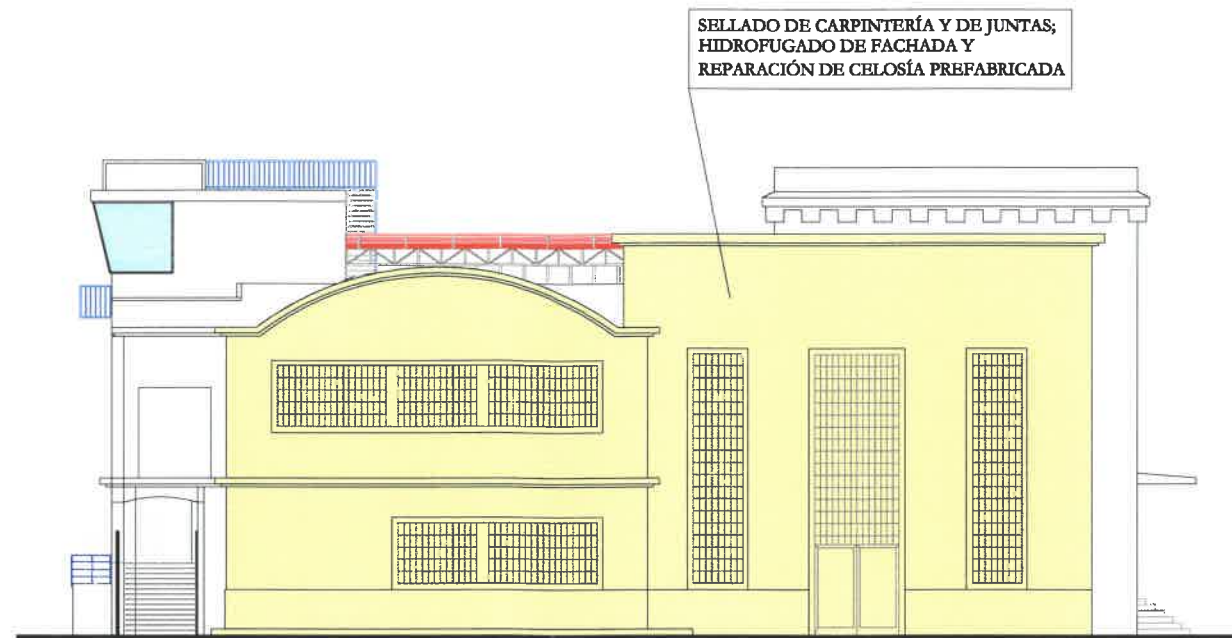 SELLADO DE CARPINTERÍA Y DE JUNTAS;
HIDROFUGADO DE FACHADA Y
REPARACIÓN DE CELOSÍA PREFABRICADA